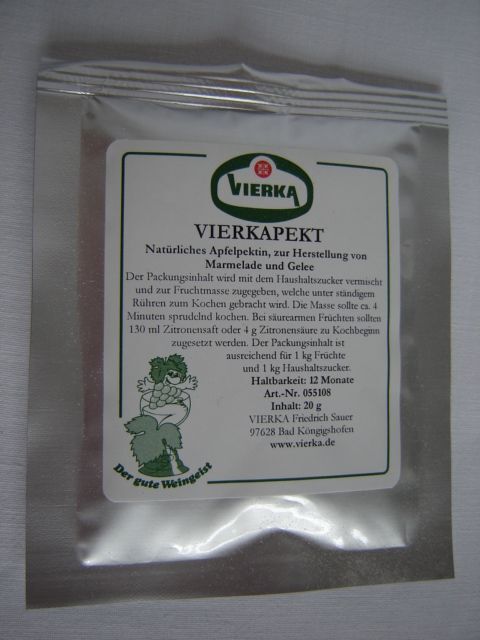 VIERKA
VIERKAPEKT
Natürliches Apfelpektin, zur Herstellung von
Marmelade und Gelee
Der Packungsinhalt wird mit dem Haushaltszucker vermischt
und zur Fruchtmasse zugegeben, welche unter ständigem
Rühren zum Kochen gebracht wird. Die Masse sollte ca. 4
Minuten sprudelnd kochen. Bei säurearmen Früchten sollten
130 ml Zitronensaft oder 4 g Zitronensäure zu Kochbeginn
zugesetzt werden. Der Packungsinhalt ist
ausreichend für 1 kg Früchte
und 1 kg Haushaltszucker.
Haltbarkeit: 12 Monate
Art.-Nr. 055108
Inhalt: 20 g
VIERKA Friedrich Sauer
97628 Bad Köngigshofen
www.vierka.de
Der gute Weingeist